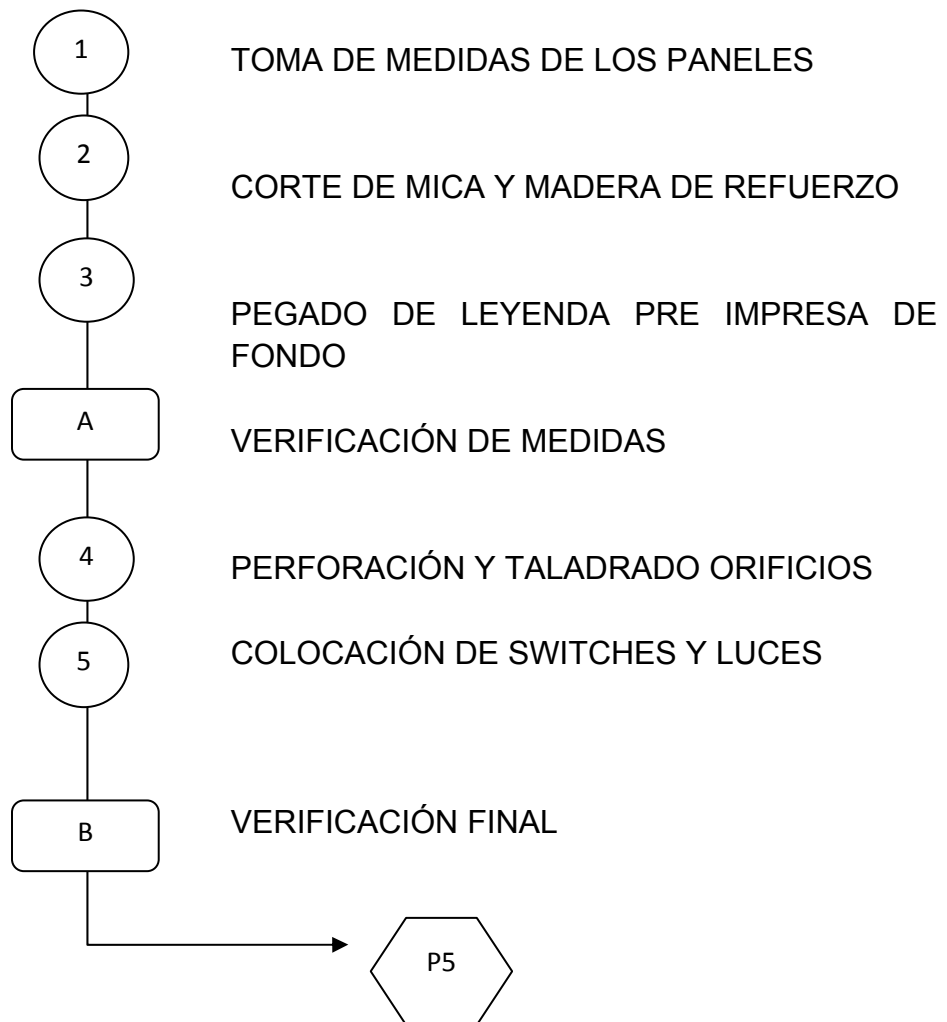 1
TOMA DE MEDIDAS DE LOS PANELES
2
CORTE DE MICA Y MADERA DE REFUERZO
3
PEGADO DE LEYENDA PRE IMPRESA DE
FONDO
A
VERIFICACIÓN DE MEDIDAS
4
PERFORACIÓN Y TALADRADO ORIFICIOS
5
COLOCACIÓN DE SWITCHES Y LUCES
B
VERIFICACIÓN FINAL
P5